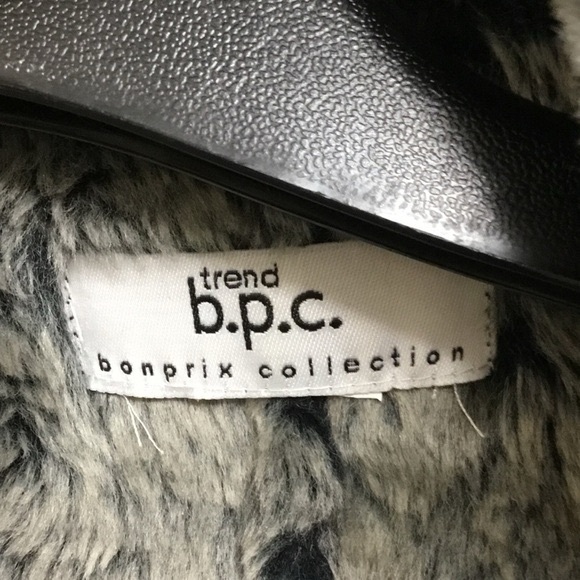 trend
b.p.c.
bonprix collection